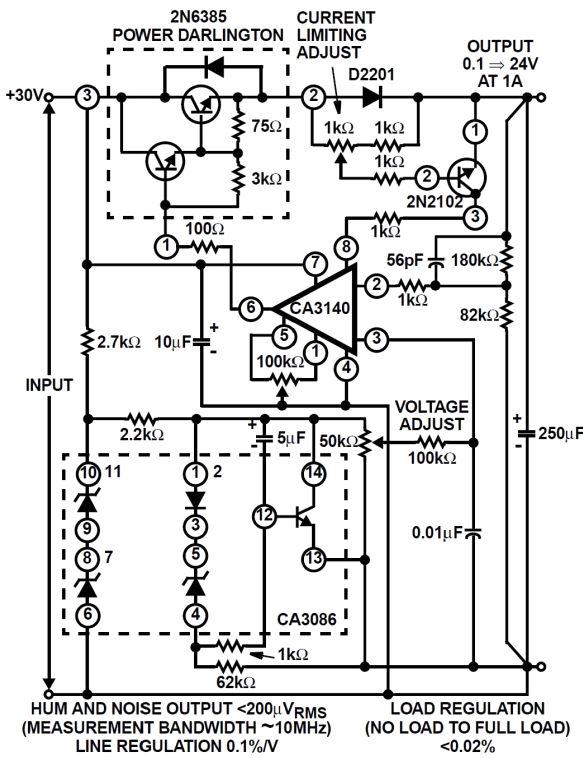 2N6385
POWER DARLINGTON
CURRENT
LIMITING
ADJUST
OUTPUT
0.1 ⇒ 24V
AT 1A
D2201
+30V
3
2
1kΩ
1kΩ
1kΩ
1
75Ω
3kΩ
2
2N2102
3
1kΩ
100Ω
1
8
7
56pF
180kΩ
2
1kΩ
6
CA3140
5
1
3
4
82kΩ
2.7kΩ
10μF
+
-
100kΩ
INPUT
VOLTAGE
ADJUST
2.2kΩ
+
-
5μF
50kΩ
100kΩ
+
-
250μF
10
11
1
2
14
9
3
12
8
7
5
13
0.01μF
6
4
CA3086
1kΩ
62kΩ
HUM AND NOISE OUTPUT <200μVRMS
(MEASUREMENT BANDWIDTH ~10MHz)
LINE REGULATION 0.1%/V
LOAD REGULATION
(NO LOAD TO FULL LOAD)
<0.02%